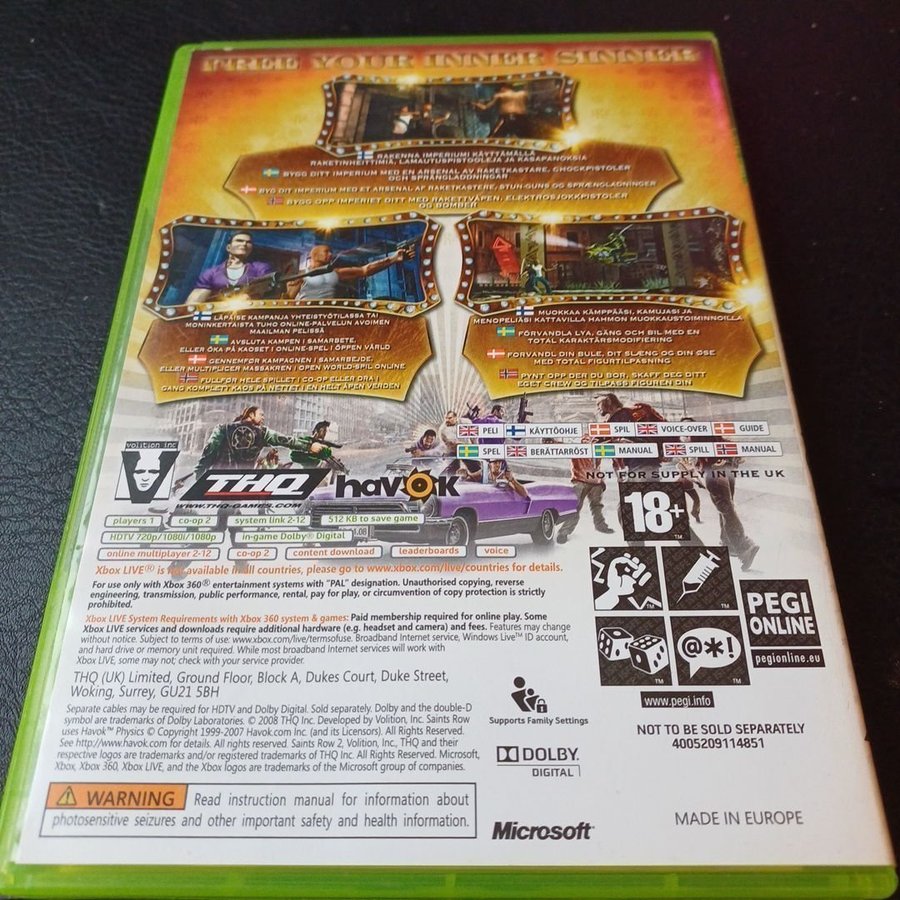 FREE YOUR INNER SINNER
RAKENNA IMPERIUMI KÄYTTÄMÄLLÄ
RAKETINHEITTIMIÄ, LAMAUTUSPISTOOLEJA JA KASAPANOKSIA
BYGG DITT IMPERIUM MED EN ARSENAL AV RAKETKASTARE, CHOCKPISTOLER
OCH SPRÄNGLADDNINGAR
BYG DIT IMPERIUM MED ET ARSENAL AF RAKETKASTERE, STUN-GUNS OG SPRÆNGLADNINGER
BYGG OPP IMPERIET DITT MED RAKETTVÅPEN, ELEKTROSJOKKPISTOLER
OG BOMBER
LÄPÄISE KAMPANJA YHTEISTYÖTILASSA TAI
MONINKERTAISTA TUHO ONLINE-PALVELUN AVOIMEN
MAAILMAN PELISSÄ
AVSLUTA KAMPEN I SAMARBETE,
ELLER ÖKA PÅ KAOSET I ONLINE-SPEL I ÖPPEN VÄRLD
GENNEMFØR KAMPAGNEN I SAMARBEJDE,
ELLER MULTIPLICER MASSAKREN I OPEN WORLD-SPIL ONLINE
FULLFØR HELE SPILLET I CO-OP ELLER DRA I
GANG KOMPLETT KAOS PÅ NETTET I EN HELT ÅPEN VERDEN
MUOKKAA KÄMPPÄÄSI, KAMUJASI JA
MENOPELIÄSI KATTAVILLA HAHMON MUOKKAUSTOIMINNOILLA
FÖRVANDLA LYA, GÄNG OCH BIL MED EN
TOTAL KARAKTÄRSMODIFIERING
FORVANDL DIN BULE, DIT SLÆNG OG DIN ØSE
MED TOTAL FIGURTILPASNING
PYNT OPP DER DU BOR, SKAFF DEG DITT
EGET CREW OG TILPASS FIGUREN DIN
PELI KÄYTTÖOHJE SPIL VOICE-OVER GUIDE
SPEL BERÄTTARRÖST MANUAL SPILL MANUAL
NOT FOR SUPPLY IN THE UK
volition inc
THQ
WWW.THQ-GAMES.COM
havok
18+
players 1 co-op 2 system link 2-12 512 KB to save game
HDTV 720p/1080i/1080p in-game Dolby® Digital
online multiplayer 2-12 co-op 2 content download leaderboards voice
Xbox LIVE® is not available in all countries, please go to www.xbox.com/live/countries for details.
For use only with Xbox 360® entertainment systems with "PAL" designation. Unauthorised copying, reverse
engineering, transmission, public performance, rental, pay for play, or circumvention of copy protection is strictly
prohibited.
Xbox LIVE System Requirements with Xbox 360 system & games: Paid membership required for online play. Some
Xbox LIVE services and downloads require additional hardware (e.g. headset and camera) and fees. Features may change
without notice. Subject to terms of use: www.xbox.com/live/termsofuse. Broadband Internet service, Windows Live™ ID account,
and hard drive or memory unit required. While most broadband Internet services will work with
Xbox LIVE, some may not; check with your service provider.
THQ (UK) Limited, Ground Floor, Block A, Dukes Court, Duke Street,
Woking, Surrey, GU21 5BH
Separate cables may be required for HDTV and Dolby Digital. Sold separately. Dolby and the double-D
symbol are trademarks of Dolby Laboratories. © 2008 THQ Inc. Developed by Volition, Inc. Saints Row
uses Havok™ Physics © Copyright 1999-2007 Havok.com Inc. (and its Licensors). All Rights Reserved.
See http://www.havok.com for details. All rights reserved. Saints Row 2, Volition, Inc., THQ and their
respective logos are trademarks and/or registered trademarks of THQ Inc. All Rights Reserved. Microsoft,
Xbox, Xbox 360, Xbox LIVE, and the Xbox logos are trademarks of the Microsoft group of companies.
WARNING Read instruction manual for information about
photosensitive seizures and other important safety and health information.
@*!
PEGI
ONLINE
pegionline.eu
www.pegi.info
Supports Family Settings
DOLBY
DIGITAL
Microsoft®
NOT TO BE SOLD SEPARATELY
4005209114851
MADE IN EUROPE